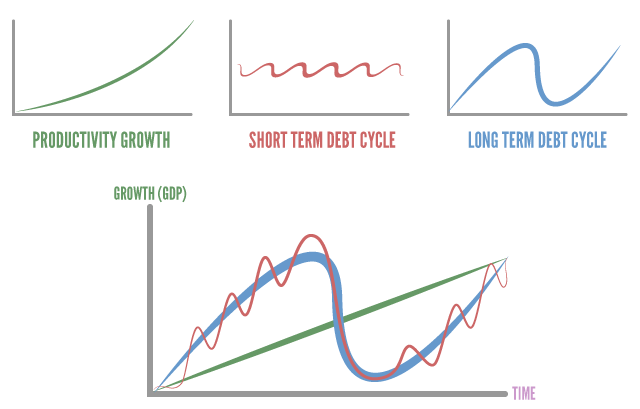 PRODUCTIVITY GROWTH
SHORT TERM DEBT CYCLE
LONG TERM DEBT CYCLE
GROWTH (GDP)
TIME